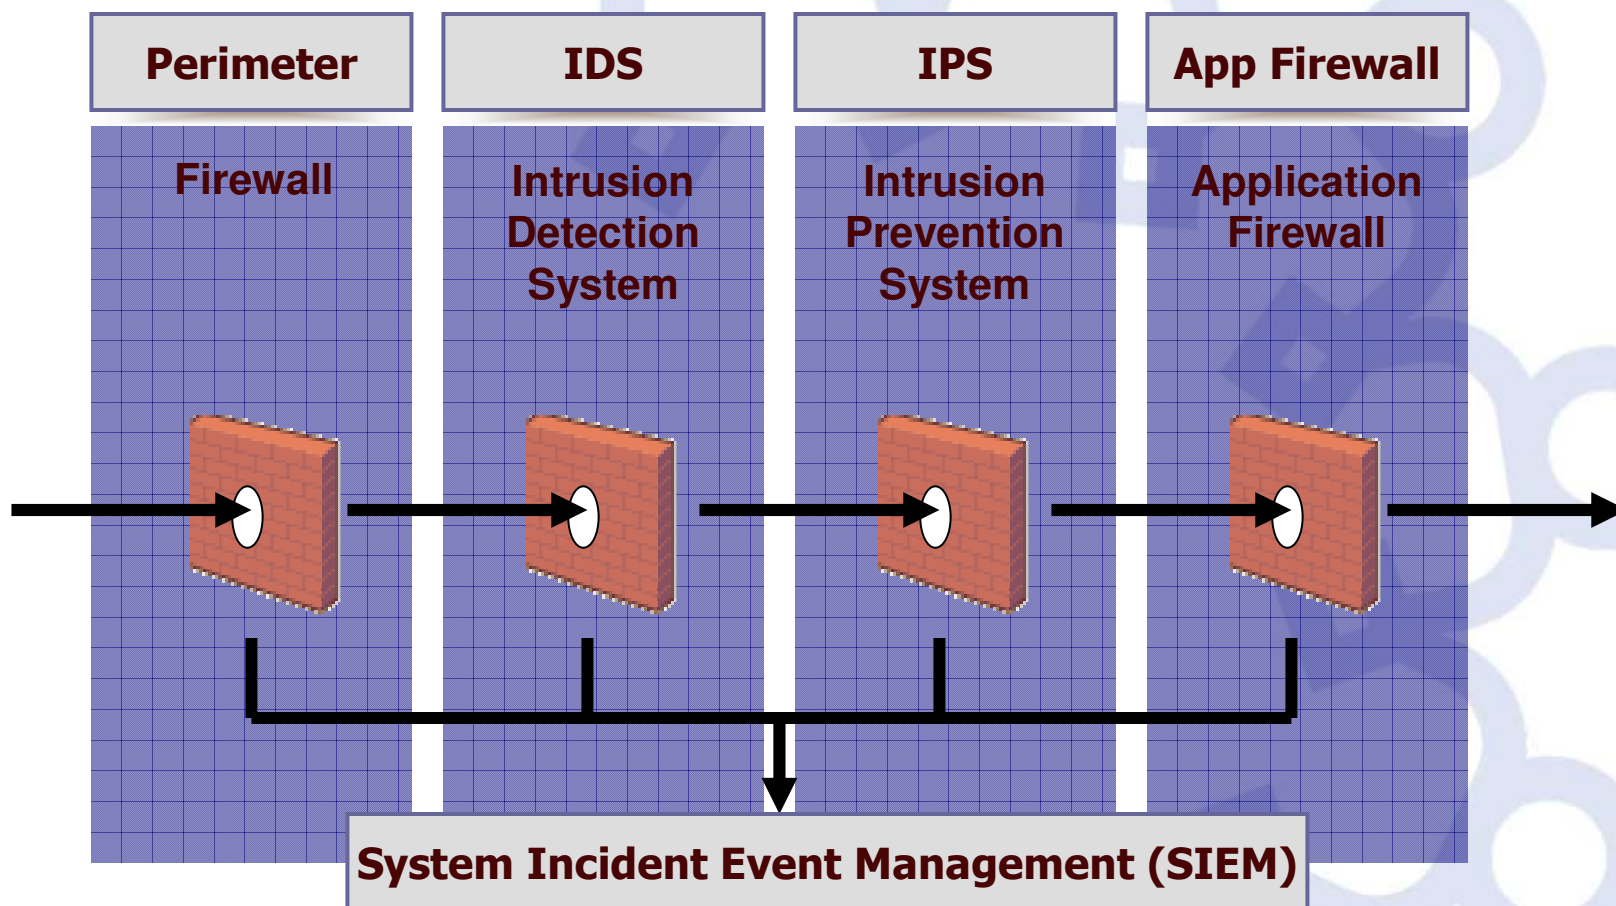 Perimeter
IDS
IPS
App Firewall
Firewall
Intrusion
Detection
System
Intrusion
Prevention
System
Application
Firewall
System Incident Event Management (SIEM)